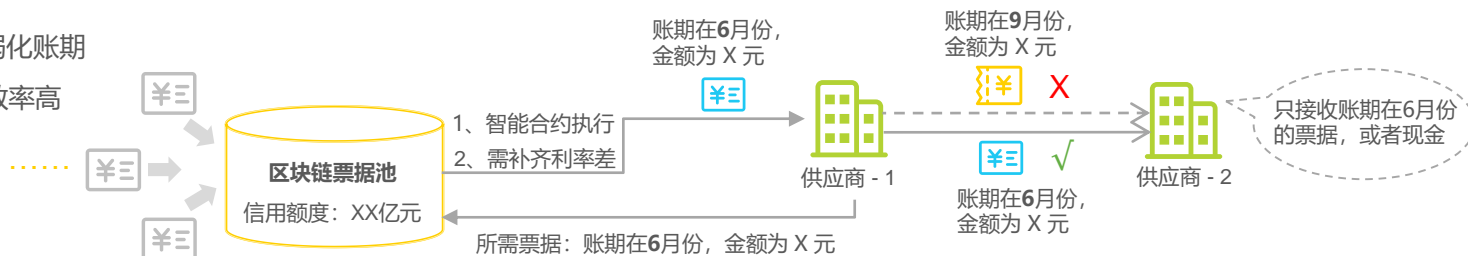 化账期
效率高
区块链票据池
信用额度：XX亿元
1、智能合约执行
2、需补齐利率差
账期在6月份，
金额为 X 元
所需票据：账期在6月份，金额为 X 元
供应商 - 1
账期在9月份，
金额为 X 元
X
√
账期在6月份，
金额为 X 元
供应商 - 2
只接收账期在6月份
的票据，或者现金